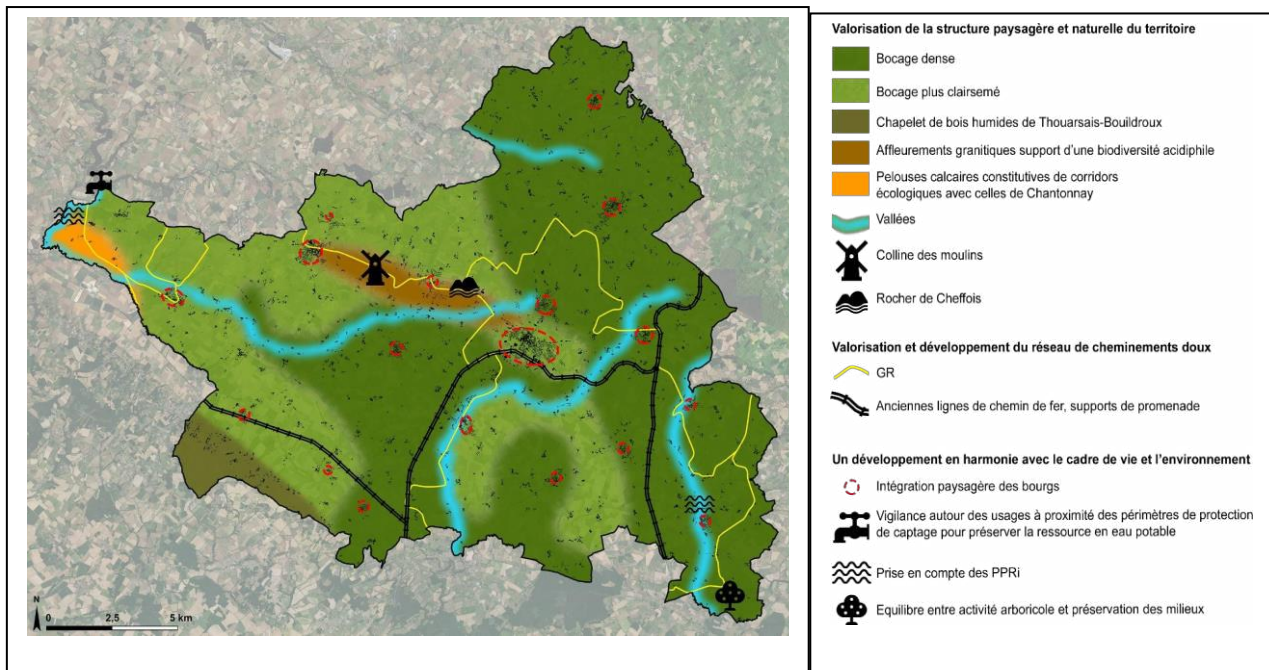 N
0 2,5 5 km
Valorisation de la structure paysagère et naturelle du territoire
Bocage dense
Bocage plus clairsemé
Chapelet de bois humides de Thouarsais-Bouildroux
Affleurements granitiques support d'une biodiversité acidiphile
Pelouses calcaires constitutives de corridors
écologiques avec celles de Chantonnay
Vallées
Colline des moulins
Rocher de Cheffois
Valorisation et développement du réseau de cheminements doux
GR
Anciennes lignes de chemin de fer, supports de promenade
Un développement en harmonie avec le cadre de vie et l'environnement
Intégration paysagère des bourgs
Vigilance autour des usages à proximité des périmètres de protection
de captage pour préserver la ressource en eau potable
Prise en compte des PPRi
Equilibre entre activité arboricole et préservation des milieux